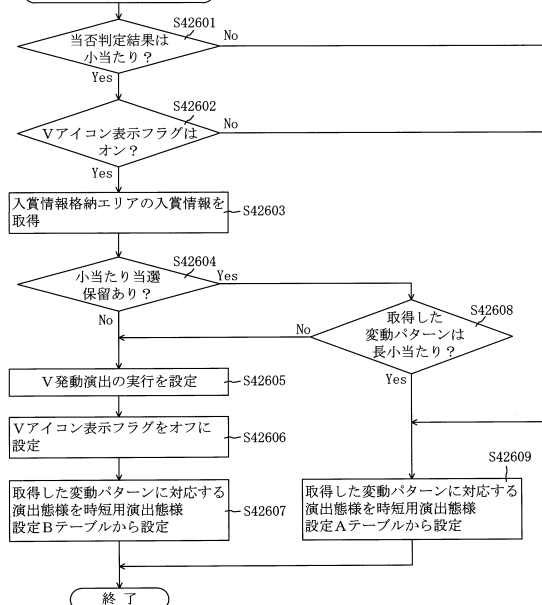 S42601
当否判定結果は
小当たり？
No
Yes
S42602
Vアイコン表示フラグは
オン？
No
Yes
入賞情報格納エリアの入賞情報を
取得
S42603
S42604
小当たり当選
保留あり？
Yes
No
S42608
取得した
変動パターンは
長小当たり？
No
Yes
V発動演出の実行を設定
S42605
Vアイコン表示フラグをオフに
設定
S42606
取得した変動パターンに対応する
演出態様を時短用演出態様
設定Bテーブルから設定
S42607
S42609
取得した変動パターンに対応する
演出態様を時短用演出態様
設定Aテーブルから設定
終了